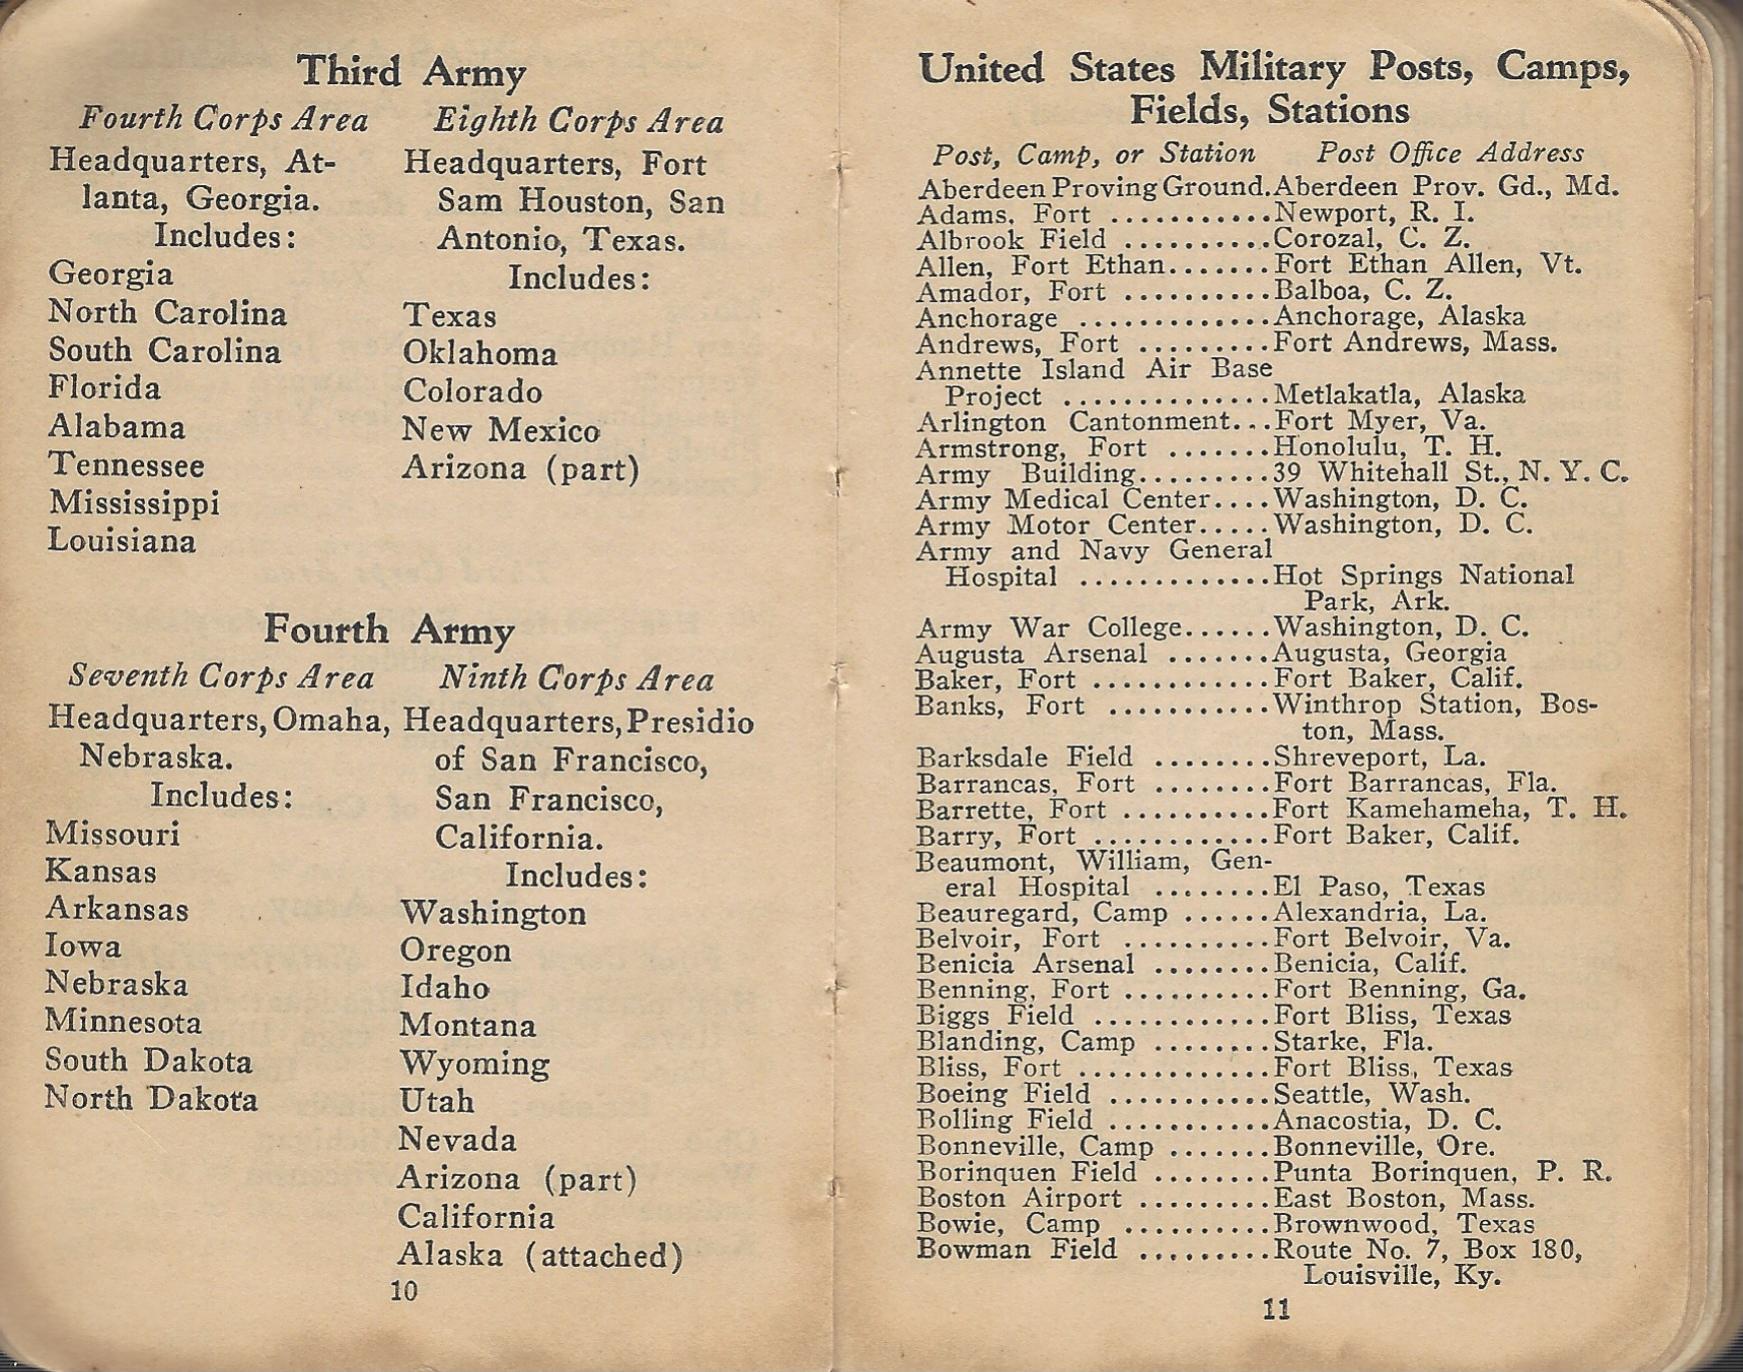 Third Army
Fourth Corps Area
Headquarters, At-
lanta, Georgia.
Includes:
Georgia
North Carolina
South Carolina
Florida
Alabama
Tennessee
Mississippi
Louisiana
Eighth Corps Area
Headquarters, Fort
Sam Houston, San
Antonio, Texas.
Includes:
Texas
Oklahoma
Colorado
New Mexico
Arizona (part)
Fourth Army
Seventh Corps Area
Headquarters, Omaha,
Nebraska.
Includes:
Missouri
Kansas
Arkansas
Iowa
Nebraska
Minnesota
South Dakota
North Dakota
Ninth Corps Area
Headquarters, Presidio
of San Francisco,
San Francisco,
California.
Includes:
Washington
Oregon
Idaho
Montana
Wyoming
Utah
Nevada
Arizona (part)
California
Alaska (attached)
10
United States Military Posts, Camps,
Fields, Stations
Post, Camp, or Station Post Office Address
Aberdeen Proving Ground.Aberdeen Prov. Gd., Md.
Adams, Fort ...........Newport, R. I.
Albrook Field ..........Corozal, C. Z.
Allen, Fort Ethan.......Fort Ethan Allen, Vt.
Amador, Fort ..........Balboa, C. Z.
Anchorage .............Anchorage, Alaska
Andrews, Fort .........Fort Andrews, Mass.
Annette Island Air Base
Project ..............Metlakatla, Alaska
Arlington Cantonment...Fort Myer, Va.
Armstrong, Fort .......Honolulu, T. H.
Army Building.........39 Whitehall St., N. Y. C.
Army Medical Center....Washington, D. C.
Army Motor Center.....Washington, D. C.
Army and Navy General
Hospital .............Hot Springs National
Park, Ark.
Army War College......Washington, D. C.
Augusta Arsenal .......Augusta, Georgia
Baker, Fort ............Fort Baker, Calif.
Banks, Fort ...........Winthrop Station, Bos-
ton, Mass.
Barksdale Field ........Shreveport, La.
Barrancas, Fort ........Fort Barrancas, Fla.
Barrette, Fort ..........Fort Kamehameha, T. H.
Barry, Fort ............Fort Baker, Calif.
Beaumont, William, Gen-
eral Hospital ........El Paso, Texas
Beauregard, Camp ......Alexandria, La.
Belvoir, Fort ..........Fort Belvoir, Va.
Benicia Arsenal ........Benicia, Calif.
Benning, Fort ..........Fort Benning, Ga.
Biggs Field ............Fort Bliss, Texas
Blanding, Camp ........Starke, Fla.
Bliss, Fort .............Fort Bliss, Texas
Boeing Field ...........Seattle, Wash.
Bolling Field ...........Anacostia, D. C.
Bonneville, Camp .......Bonneville, Ore.
Borinquen Field ........Punta Borinquen, P. R.
Boston Airport .........East Boston, Mass.
Bowie, Camp ..........Brownwood, Texas
Bowman Field .........Route No. 7, Box 180,
Louisville, Ky.
11